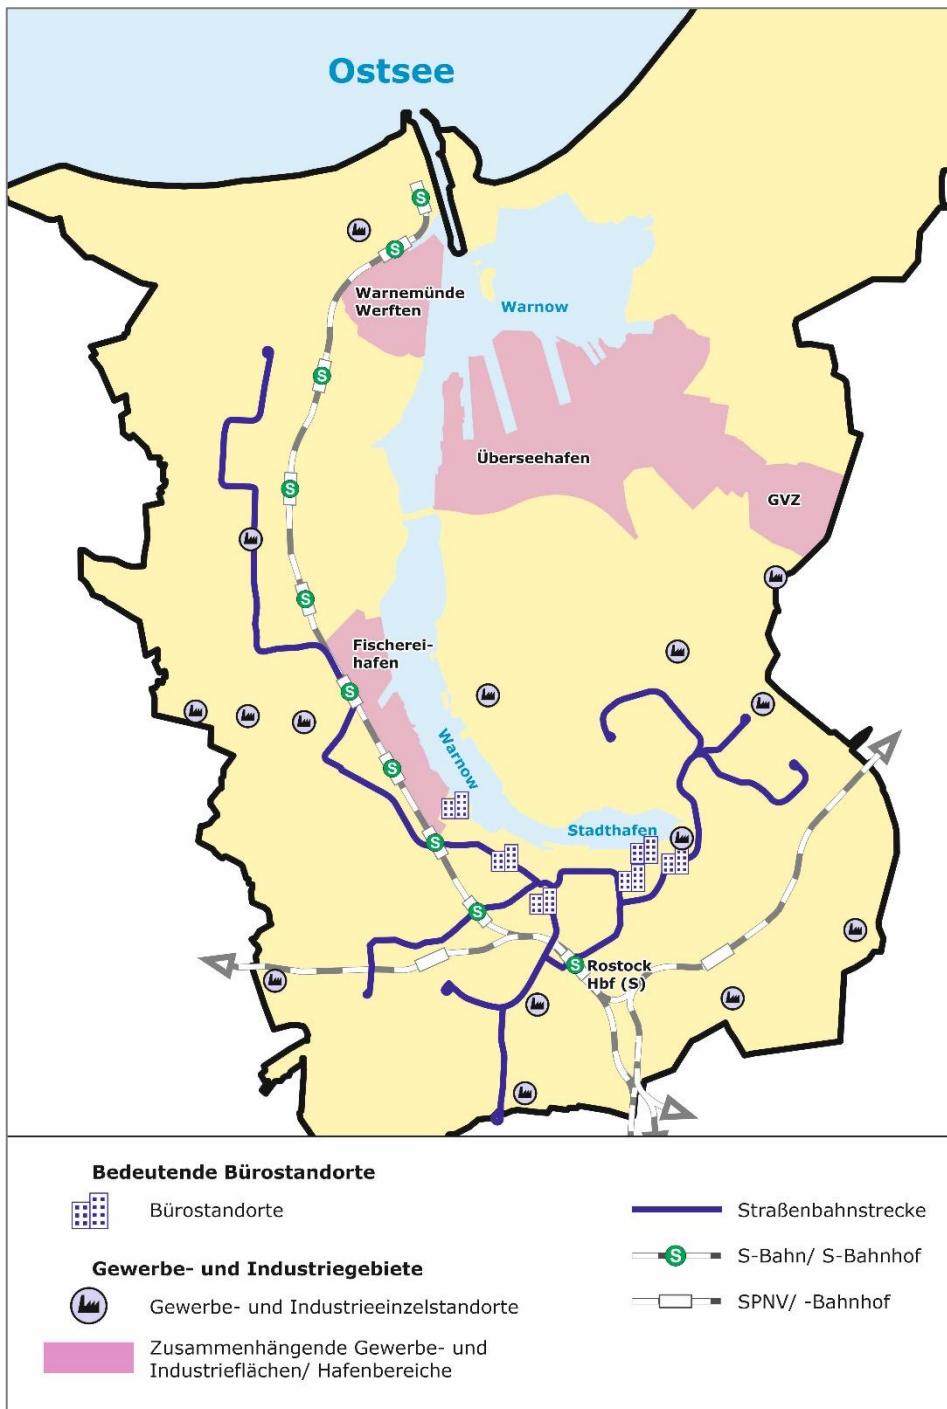 Ostsee
Warnemünde
Werften
Warnow
Überseehafen
GVZ
Fischerei-
hafen
Warnow
Stadthafen
Rostock
Hbf (S)
Bedeutende Bürostandorte
Bürostandorte
Gewerbe- und Industriegebiete
Gewerbe- und Industrieeinzelstandorte
Zusammenhängende Gewerbe- und
Industrieflächen/ Hafenbereiche
Straßenbahnstrecke
S
S-Bahn/ S-Bahnhof
SPNV/ -Bahnhof